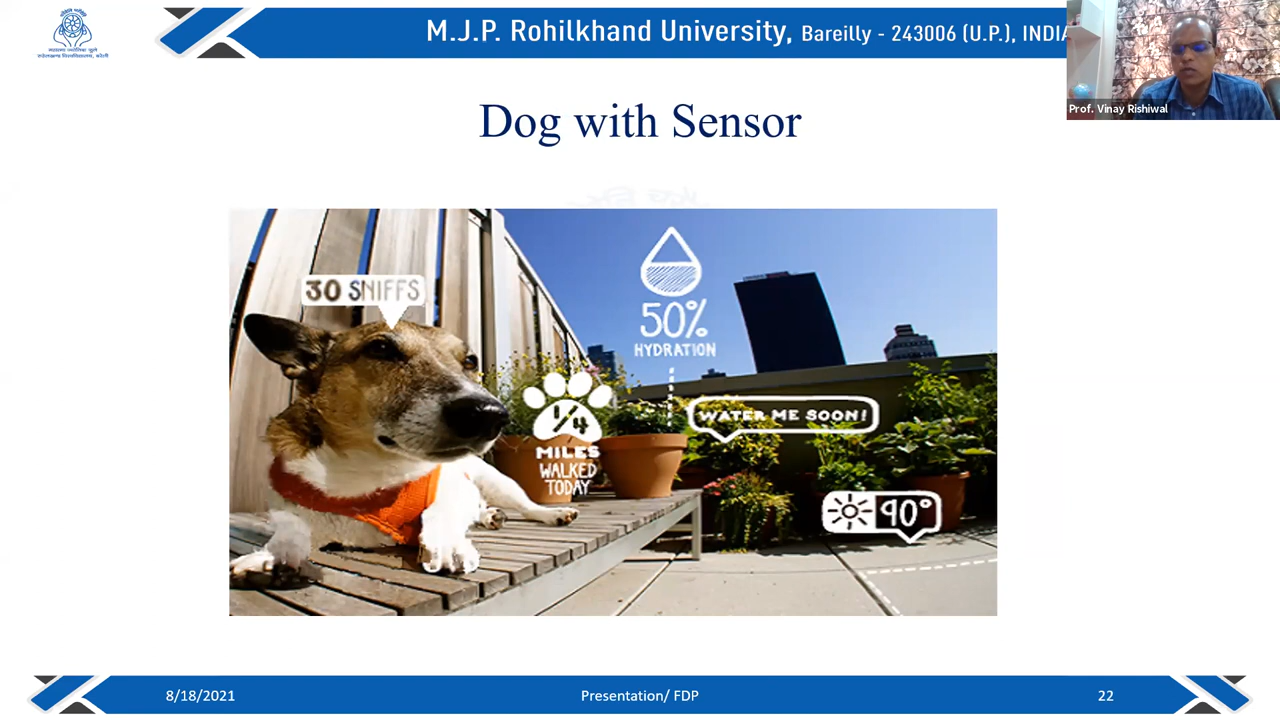 M.J.P. Rohilkhand University, Bareilly - 243006 (U.P.), INDIA
Prof. Vinay Rishiwal
Dog with Sensor
30 SNIFFS
50%
HYDRATION
1/4
MILES
WALKED
TODAY
WATER ME SOON!
90°
8/18/2021
Presentation/ FDP
22